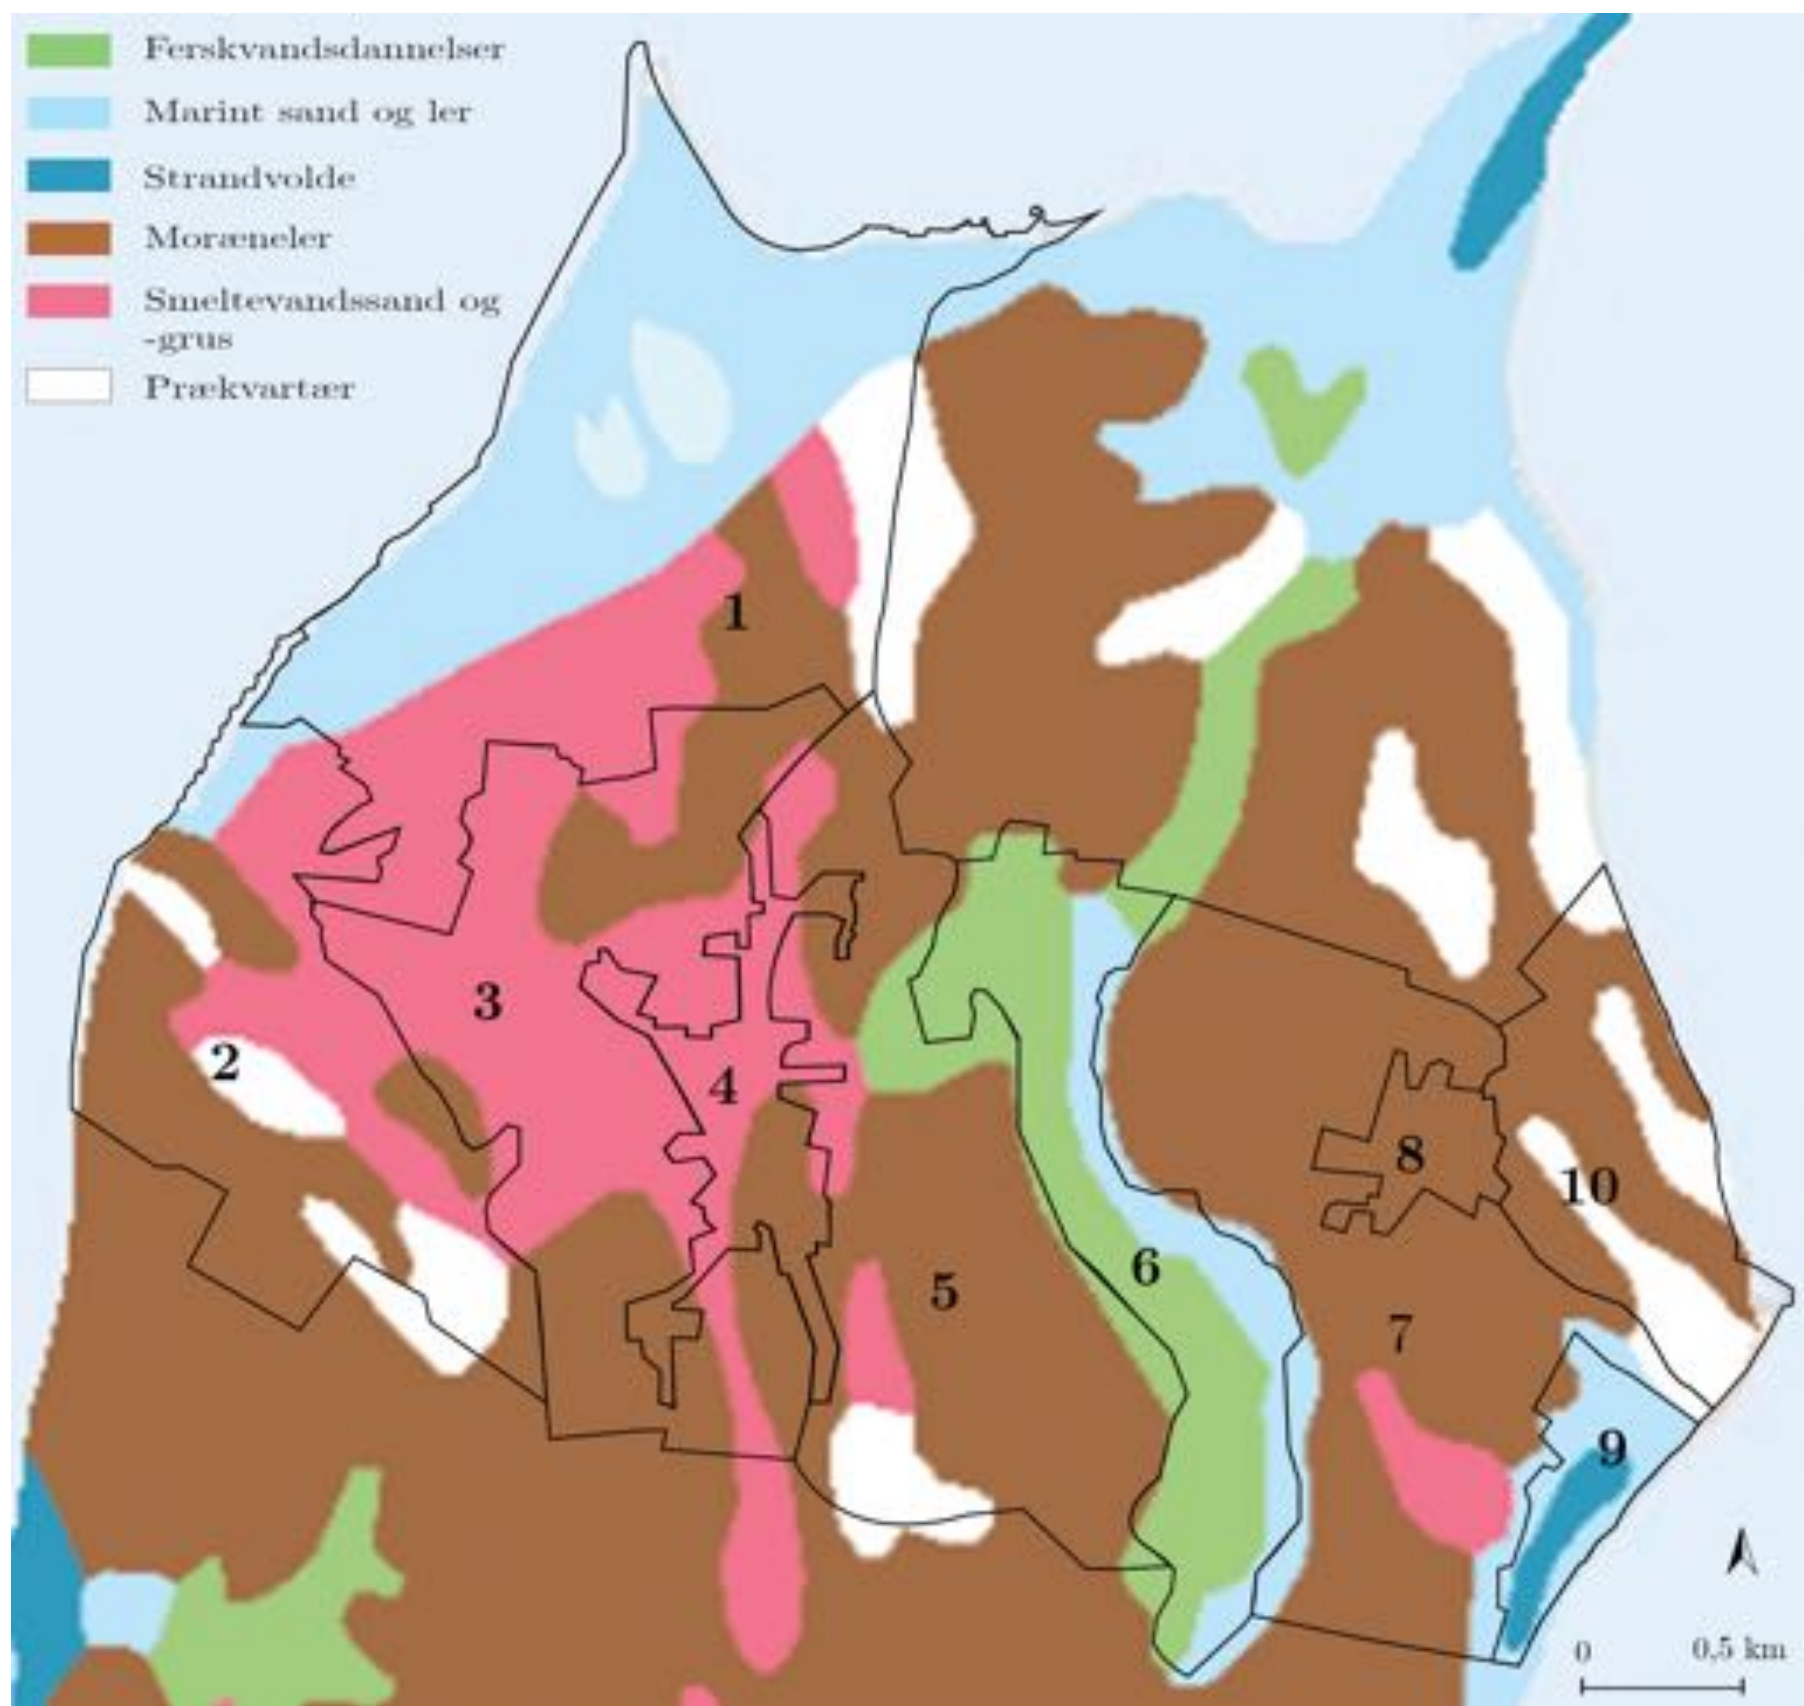 Ferskvandsdannelser
Marint sand og ler
Strandvolde
Moræneler
Smeltevandssand og
-grus
Prækvartær
1
2
3
4
5
6
7
8
9
10
0
0,5 km